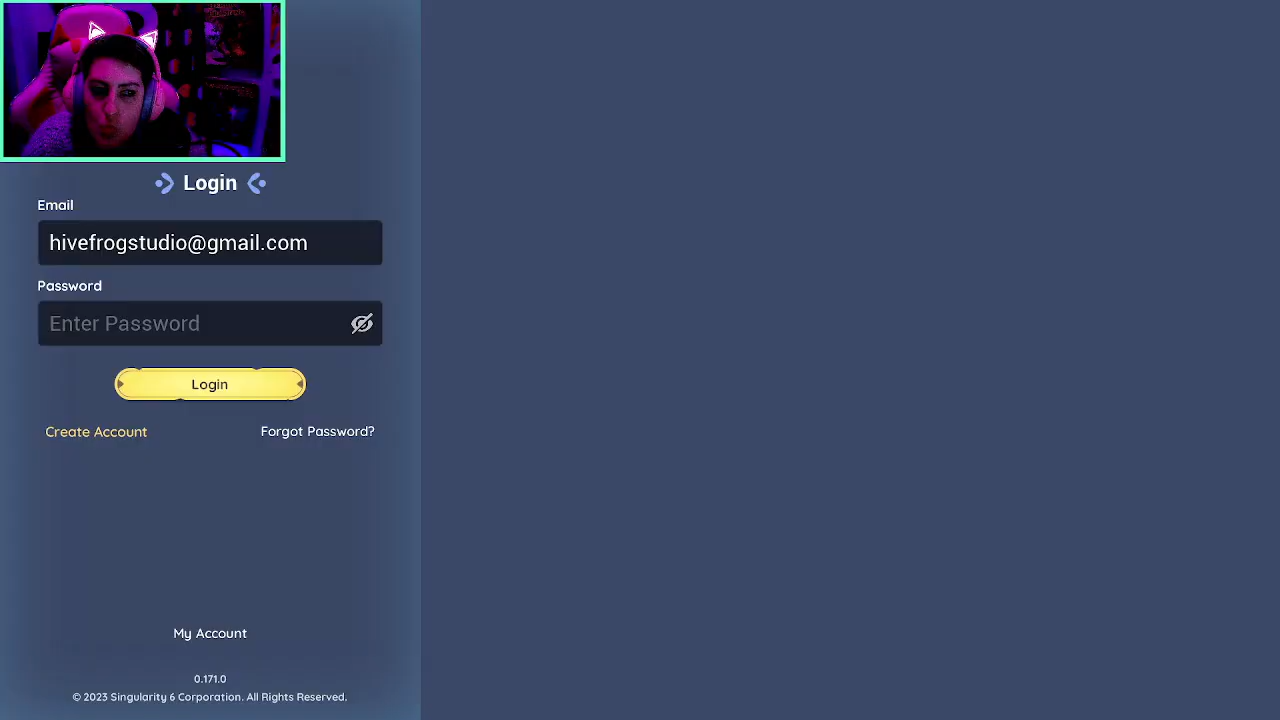 Login
Email
hivefrogstudio@gmail.com
Password
Enter Password
Login
Create Account
Forgot Password?
My Account
0.171.0
© 2023 Singularity 6 Corporation. All Rights Reserved.